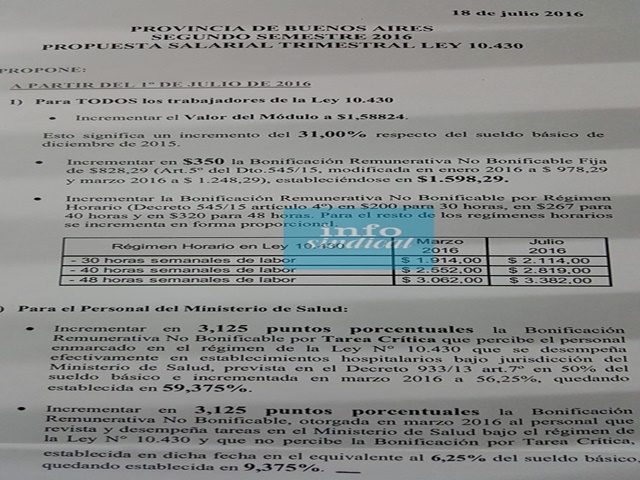 18 de julio 2016
PROVINCIA DE BUENOS AIRES
SEGUNDO SEMESTRE 2016
PROPUESTA SALARIAL TRIMESTRAL LEY 10.430
PROPONE:
A PARTIR DEL 1º DE JULIO DE 2016
1) Para TODOS los trabajadores de la Ley 10.430
• Incrementar el Valor del Módulo a $1,58824.
Esto significa un incremento del 31,00% respecto del sueldo básico de
diciembre de 2015.
• Incrementar en $350 la Bonificación Remunerativa No Bonificable Fija
de $828,29 (Art.5º del Dto.545/15, modificada en enero 2016 a $ 978,29
y marzo 2016 a $ 1.248,29), estableciéndose en $1.598,29.
• Incrementar la Bonificación Remunerativa No Bonificable por Régimen
Horario (Decreto 545/15 artículo 4º) en $200 para 30 horas, en $267 para
40 horas y en $320 para 48 horas. Para el resto de los regímenes horarios
se incrementa en forma proporcional.
info
sindical
Régimen Horario en Ley 10.430 Marzo 2016 Julio 2016
- 30 horas semanales de labor $ 1.914,00 $ 2.114,00
- 40 horas semanales de labor $ 2.552,00 $ 2.819,00
- 48 horas semanales de labor $ 3.062,00 $ 3.382,00
) Para el Personal del Ministerio de Salud:
• Incrementar en 3,125 puntos porcentuales la Bonificación
Remunerativa No Bonificable por Tarea Crítica que percibe el personal
enmarcado en el régimen de la Ley Nº 10.430 que se desempeña
efectivamente en establecimientos hospitalarios bajo jurisdicción del
Ministerio de Salud, prevista en el Decreto 933/13 art.7º en 50% del
sueldo básico e incrementada en marzo 2016 a 56,25%, quedando
establecida en 59,375%.
• Incrementar en 3,125 puntos porcentuales la Bonificación
Remunerativa No Bonificable, otorgada en marzo 2016 al personal que
revista y desempeña tareas en el Ministerio de Salud bajo el régimen de
la Ley Nº 10.430 y que no percibe la Bonificación por Tarea Crítica,
establecida en dicha fecha en el equivalente al 6,25% del sueldo básico,
quedando establecida en 9,375%.